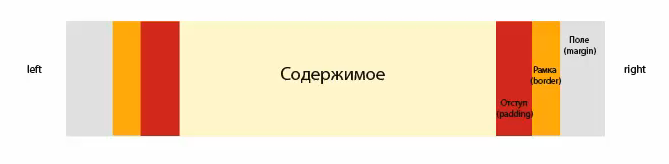 left
Содержимое
Отступ
(padding)
Рамка
(border)
Поле
(margin)
right